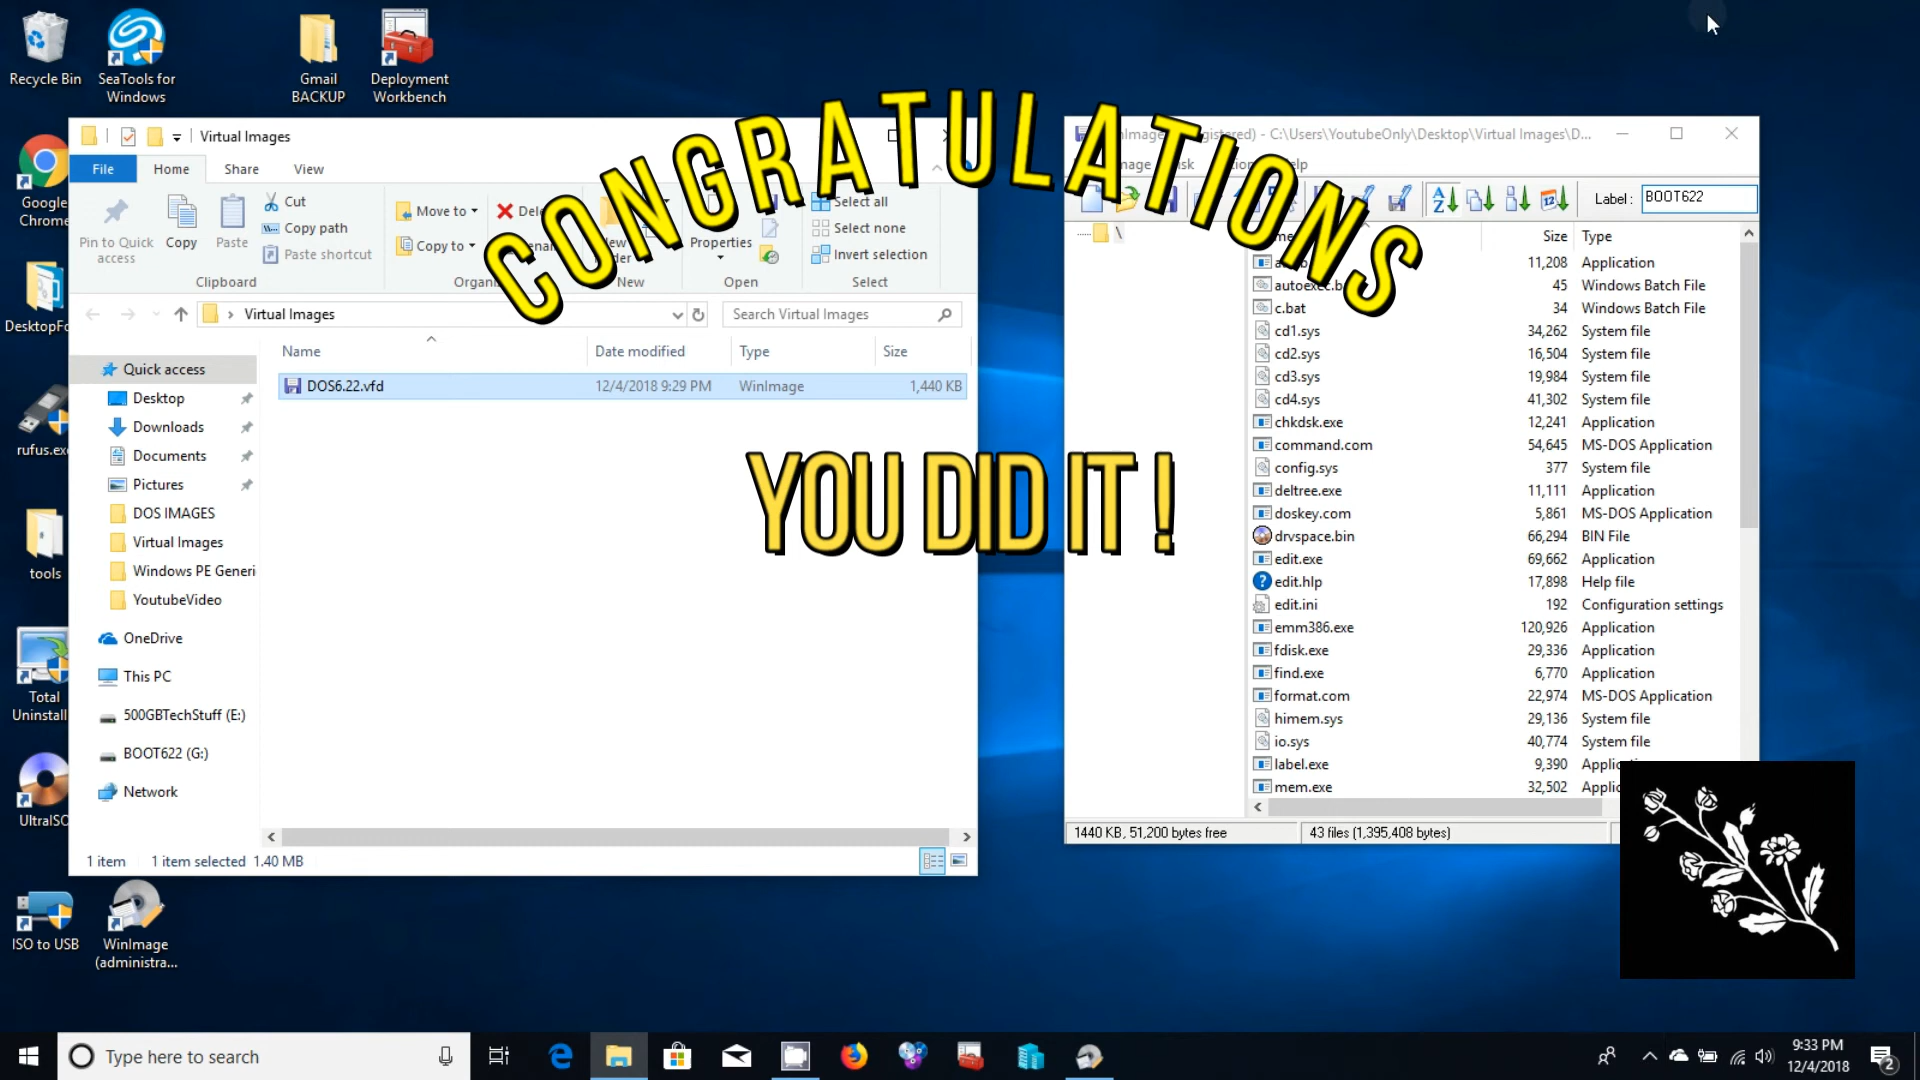 Recycle Bin
SeaTools for
Windows
Gmail
BACKUP
Deployment
Workbench
CONGRATULATIONS
YOU DID IT !
Google
Chrome
rufus.exe
tools
Total
Uninstall
ISO to USB
WinImage
(administra...
Virtual Images
File
Home
Share
View
Pin to Quick
access
Copy
Paste
Cut
Copy path
Paste shortcut
Clipboard
Move to
Copy to
Properties
New
Open
Select all
Select none
Invert selection
Select
Virtual Images
Search Virtual Images
Name Date modified Type Size
DOS6.22.vfd 12/4/2018 9:29 PM WinImage 1,440 KB
Quick access
Desktop
Downloads
Documents
Pictures
DOS IMAGES
Virtual Images
Windows PE Generi
YoutubeVideo
OneDrive
This PC
500GBTechStuff (E:)
BOOT622 (G:)
Network
1 item 1 item selected 1.40 MB
- C:\Users\YoutubeOnly\Desktop\Virtual Images\D...
Label : BOOT622
\
Size Type
11,208 Application
45 Windows Batch File
c.bat 34 Windows Batch File
cd1.sys 34,262 System file
cd2.sys 16,504 System file
cd3.sys 19,984 System file
cd4.sys 41,302 System file
chkdsk.exe 12,241 Application
command.com 54,645 MS-DOS Application
config.sys 377 System file
deltree.exe 11,111 Application
doskey.com 5,861 MS-DOS Application
drvspace.bin 66,294 BIN File
edit.exe 69,662 Application
edit.hlp 17,898 Help file
edit.ini 192 Configuration settings
emm386.exe 120,926 Application
fdisk.exe 29,336 Application
find.exe 6,770 Application
format.com 22,974 MS-DOS Application
himem.sys 29,136 System file
io.sys 40,774 System file
label.exe 9,390
mem.exe 32,502
1440 KB, 51,200 bytes free 43 files (1,395,408 bytes)
Type here to search
9:33 PM
12/4/2018
2